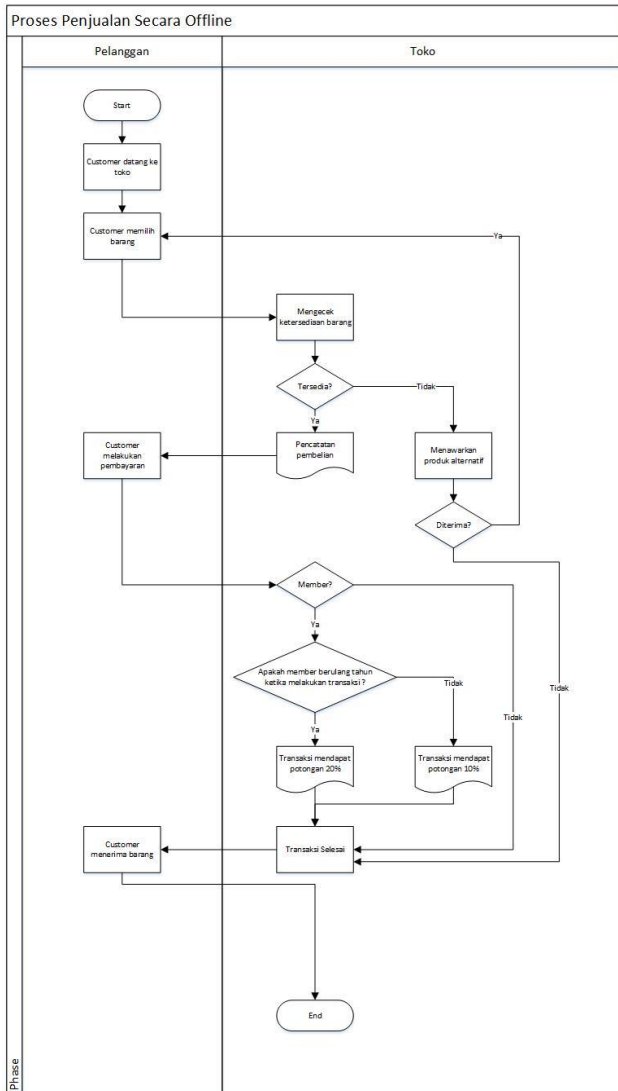 Proses Penjualan Secara Offline
Pelanggan
Toko
Start
Customer datang ke
toko
Customer memilih
barang
Ya
Mengecek
ketersediaan barang
Tersedia?
Tidak
Ya
Customer
melakukan
pembayaran
Pencatatan
pembelian
Menawarkan
produk alternatif
Diterima?
Member?
Ya
Apakah member berulang tahun
ketika melakukan transaksi ?
Tidak
Tidak
Tidak
Ya
Transaksi mendapat
potongan 20%
Transaksi mendapat
potongan 10%
Customer
menerima barang
Transaksi Selesai
End
Phase